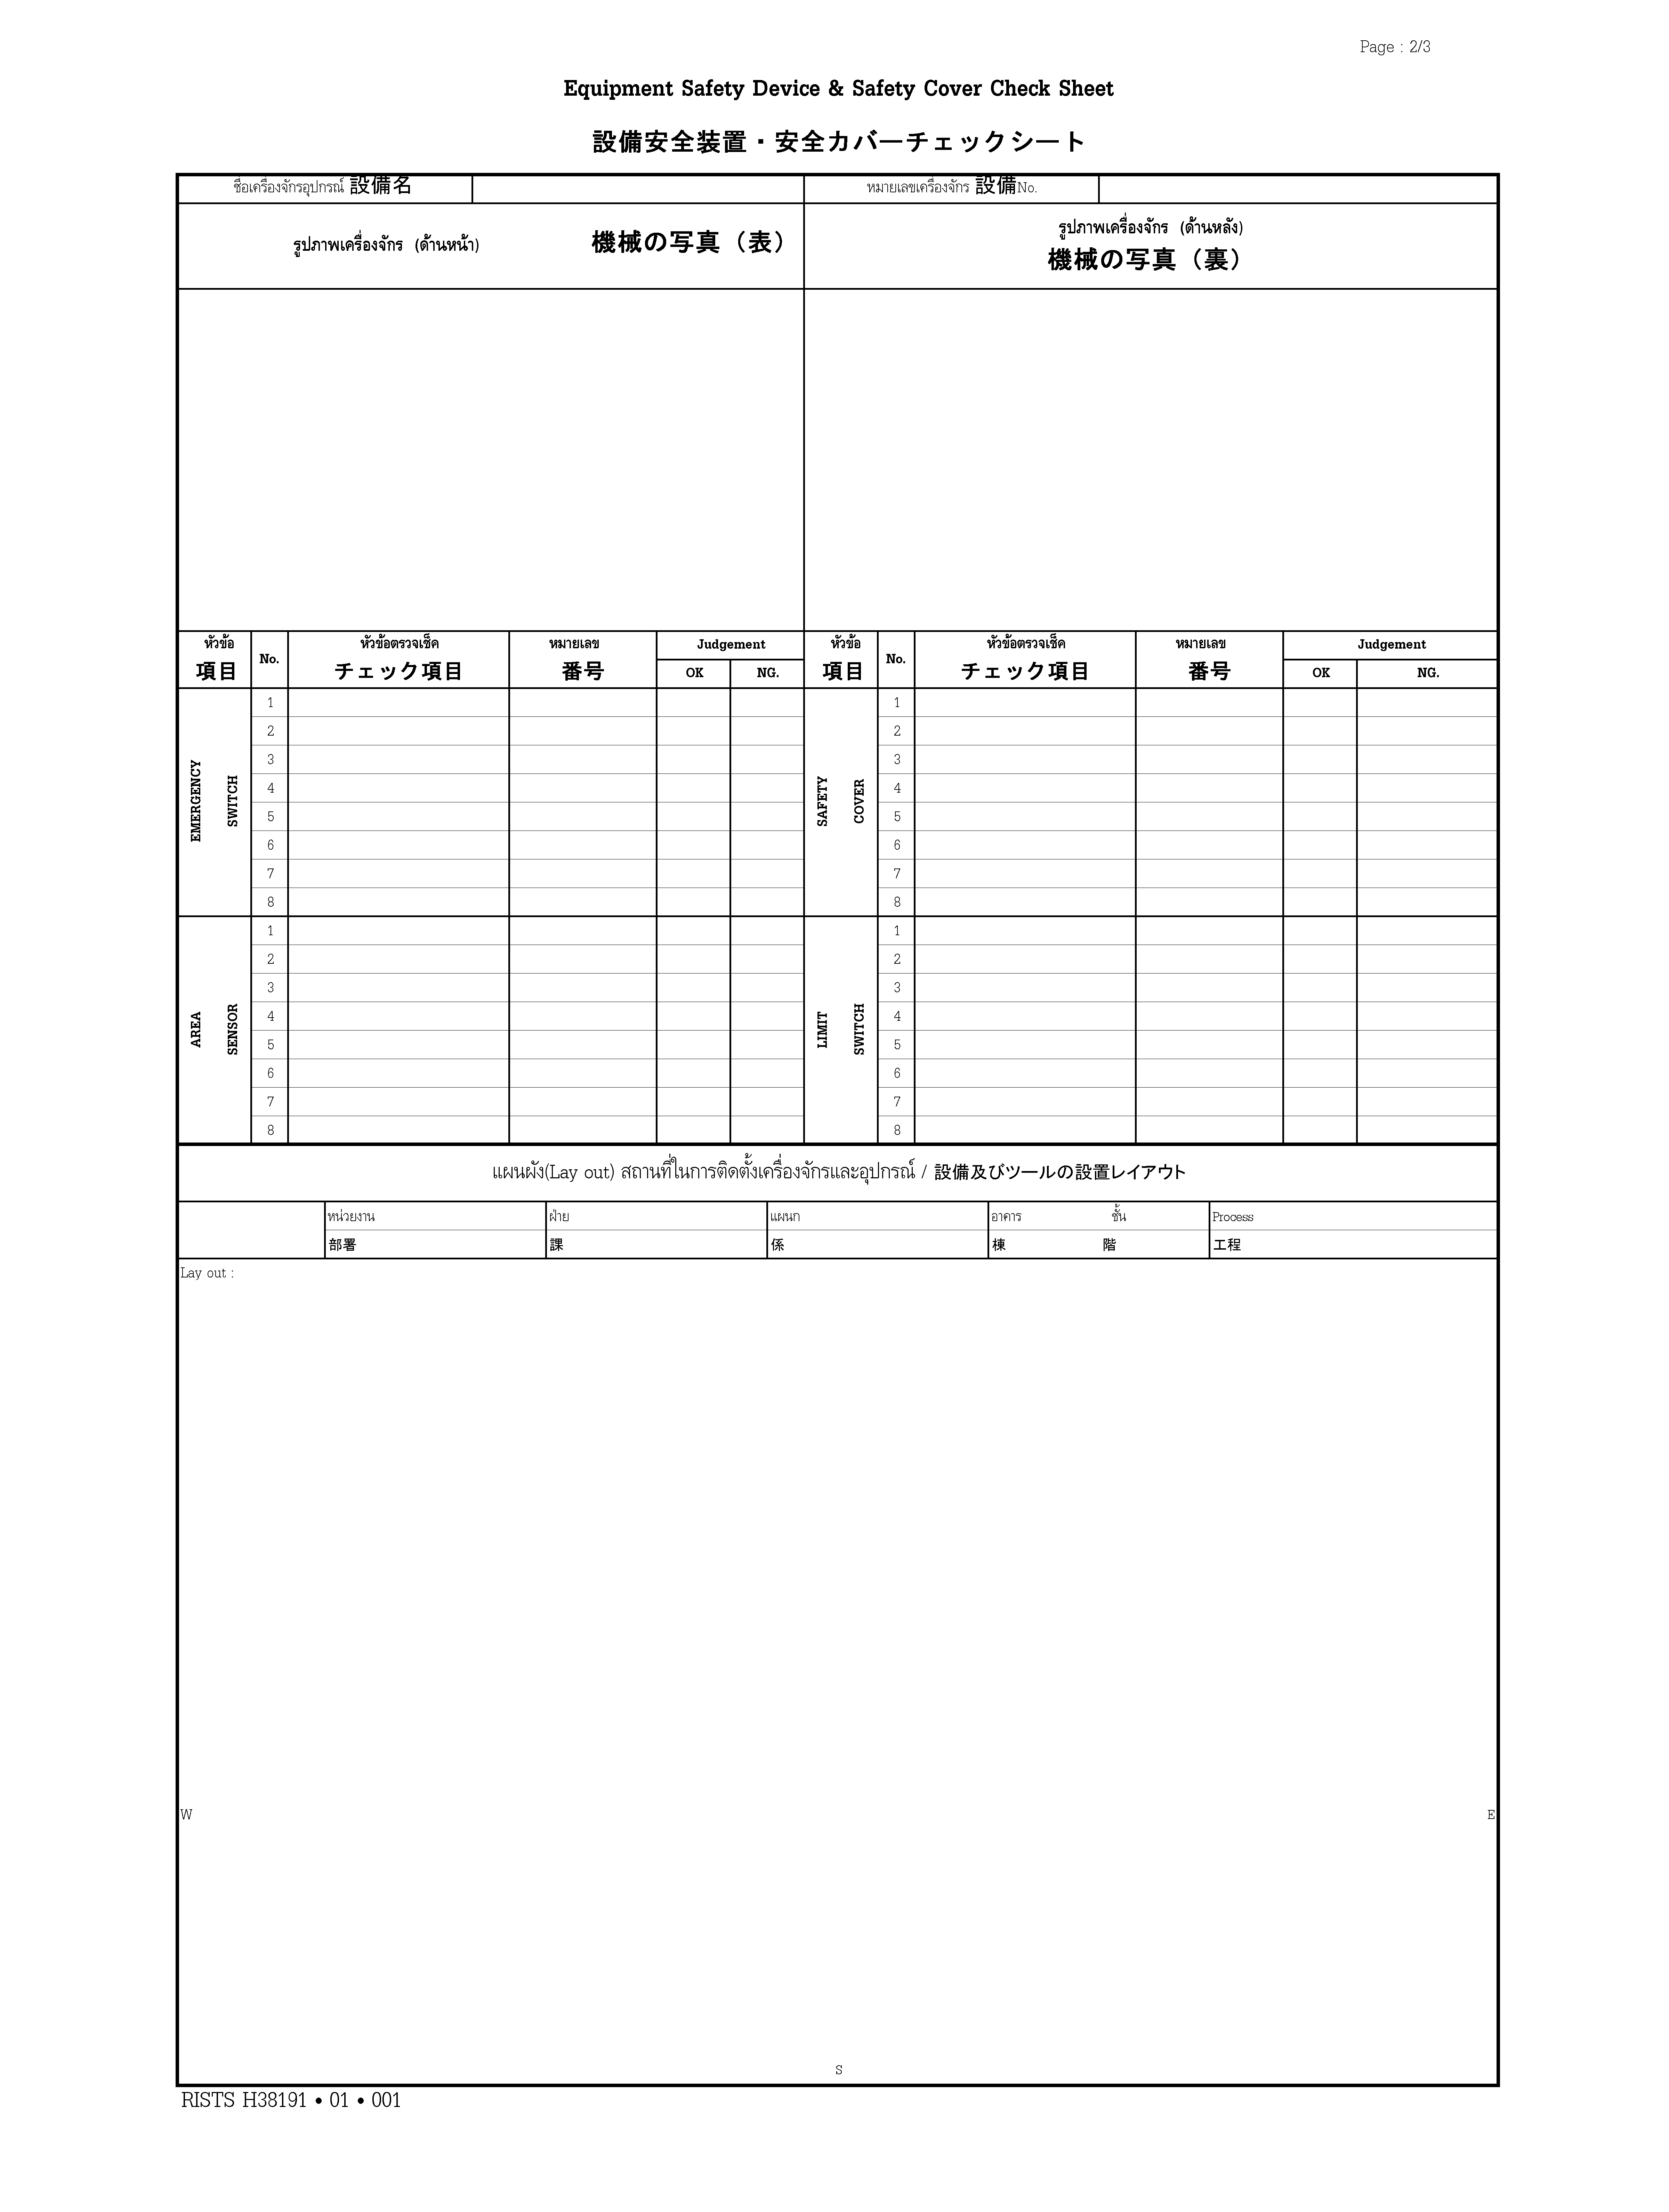 Page : 2/3
Equipment Safety Device & Safety Cover Check Sheet
設備安全装置・安全カバーチェックシート
ชื่อเครื่องจักรอุปกรณ์ 設備名 หมายเลขเครื่องจักร 設備No.
รูปภาพเครื่องจักร (ด้านหน้า) 機械の写真（表）
รูปภาพเครื่องจักร (ด้านหลัง)
機械の写真（裏）
หัวข้อ No. หัวข้อตรวจเช็ค หมายเลข Judgement หัวข้อ No. หัวข้อตรวจเช็ค หมายเลข Judgement
項目 チェック項目 番号 OK NG. 項目 チェック項目 番号 OK NG.
EMERGENCY
SWITCH
1
2
3
4
5
6
7
8
SAFETY
COVER
1
2
3
4
5
6
7
8
AREA
SENSOR
1
2
3
4
5
6
7
8
LIMIT
SWITCH
1
2
3
4
5
6
7
8
แผนผัง(Lay out) สถานที่ในการติดตั้งเครื่องจักรและอุปกรณ์ / 設備及びツールの設置レイアウト
หน่วยงาน ฝ่าย แผนก อาคาร ชั้น Process
部署 課 係 棟 階 工程
Lay out :
W E
S
RISTS H38191 • 01 • 001